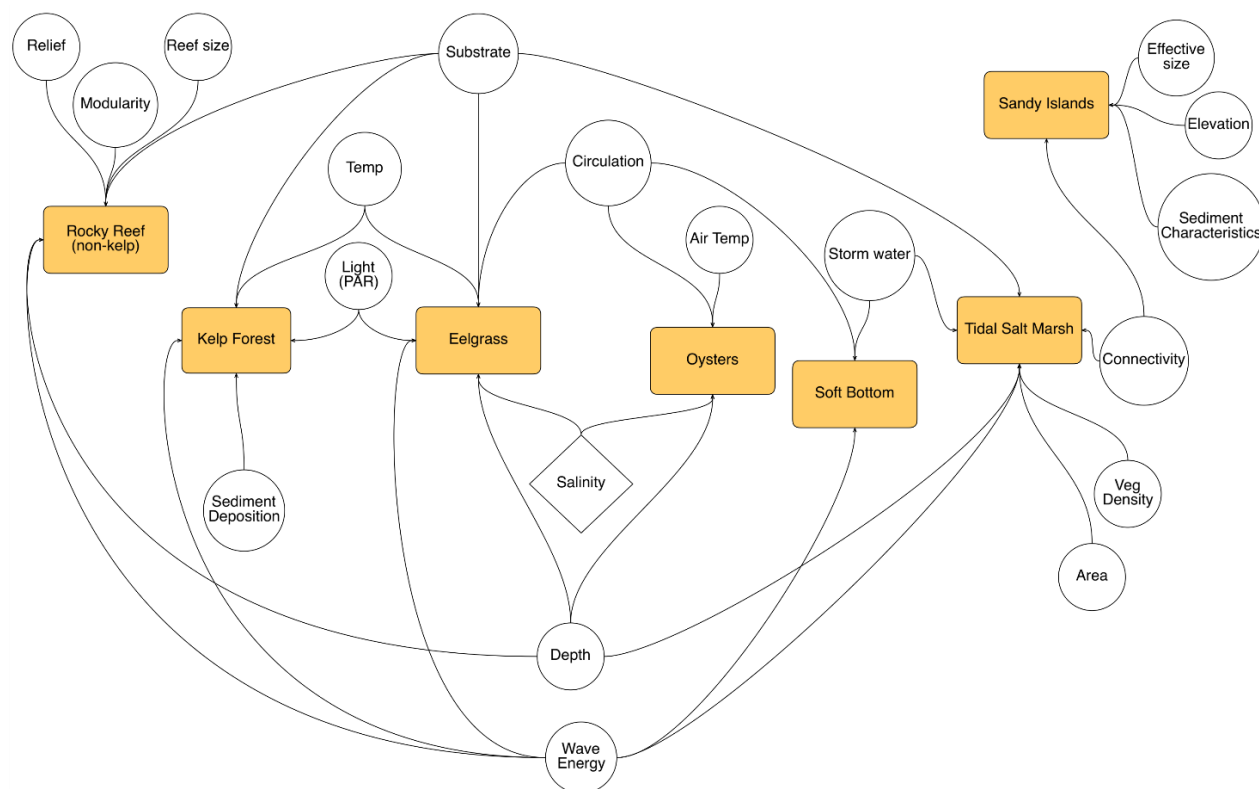 Relief
Reef size
Modularity
Substrate
Effective
size
Sandy Islands
Elevation
Temp
Circulation
Sediment
Characteristics
Rocky Reef
(non-kelp)
Air Temp
Storm water
Light
(PAR)
Kelp Forest
Eelgrass
Oysters
Tidal Salt Marsh
Connectivity
Soft Bottom
Salinity
Veg
Density
Sediment
Deposition
Area
Depth
Wave
Energy